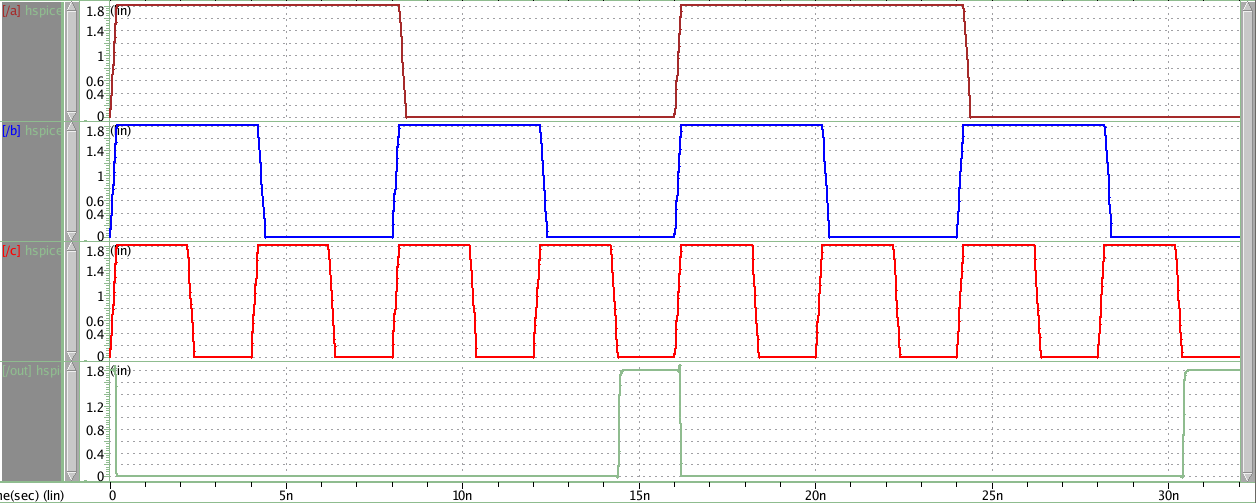 [/a] hspice
1.8 (lin)
1.4
1
0.6
0.4
0
[/b] hspice
1.8 (lin)
1.4
1
0.6
0.4
0
[/c] hspice
1.8 (lin)
1.4
1
0.6
0.4
0
[/out] hspi
1.8 (lin)
1.2
0.8
0.4
0
ne(sec) (lin) 0 5n 10n 15n 20n 25n 30n